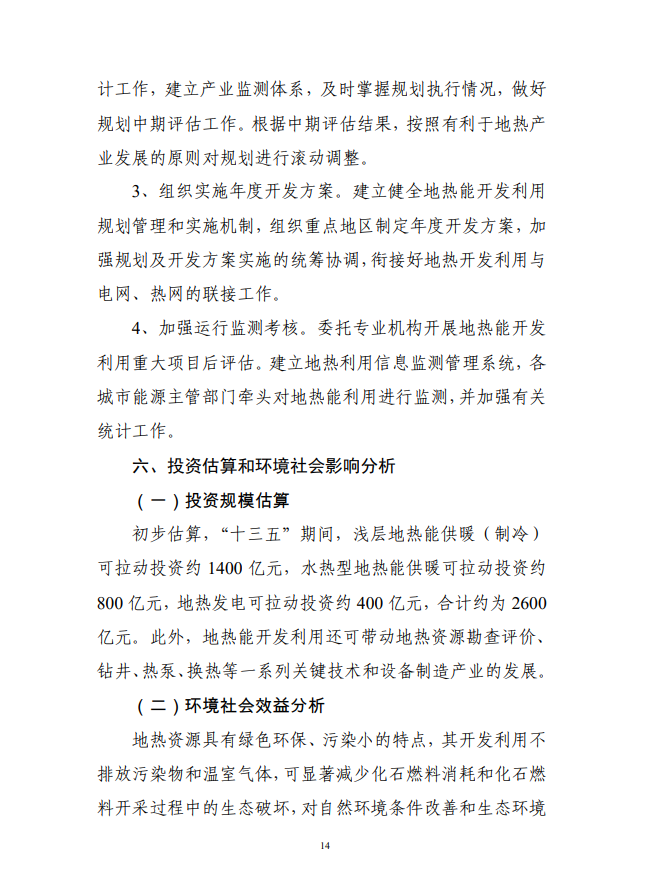 计工作，建立产业监测体系，及时掌握规划执行情况，做好
规划中期评估工作。根据中期评估结果，按照有利于地热产
业发展的原则对规划进行滚动调整。
3、组织实施年度开发方案。建立健全地热能开发利用
规划管理和实施机制，组织重点地区制定年度开发方案，加
强规划及开发方案实施的统筹协调，衔接好地热开发利用与
电网、热网的联接工作。
4、加强运行监测考核。委托专业机构开展地热能开发
利用重大项目后评估。建立地热利用信息监测管理系统，各
城市能源主管部门牵头对地热能利用进行监测，并加强有关
统计工作。
六、投资估算和环境社会影响分析
（一）投资规模估算
初步估算，“十三五”期间，浅层地热能供暖（制冷）
可拉动投资约 1400 亿元，水热型地热能供暖可拉动投资约
800 亿元，地热发电可拉动投资约 400 亿元，合计约为 2600
亿元。此外，地热能开发利用还可带动地热资源勘查评价、
钻井、热泵、换热等一系列关键技术和设备制造产业的发展。
（二）环境社会效益分析
地热资源具有绿色环保、污染小的特点，其开发利用不
排放污染物和温室气体，可显著减少化石燃料消耗和化石燃
料开采过程中的生态破坏，对自然环境条件改善和生态环境
14